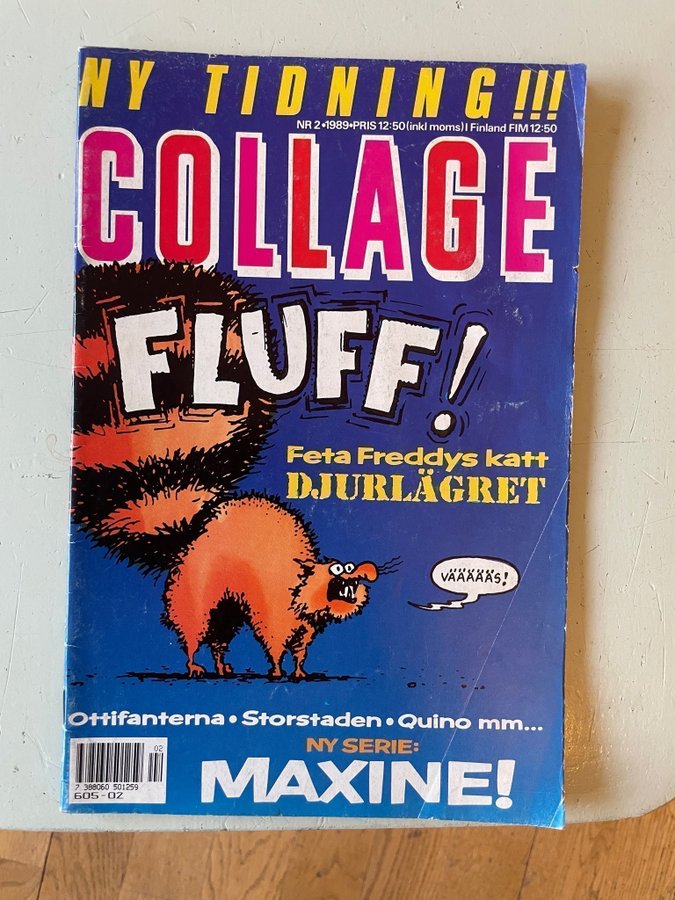 NY TIDNING!!!
NR 2•1989•PRIS 12:50(inkl moms) I Finland FIM 12:50
COLLAGE
FLUFF!
Feta Freddys katt
DJURLÄGRET
VÄÄÄÄÄS!
Ottifanterna • Storstaden • Quino mm...
NY SERIE:
MAXINE!
02
7 388060 501259
605-02